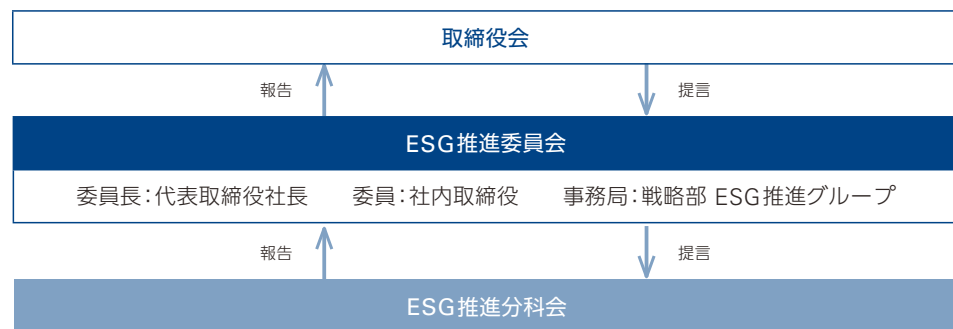 取締役会
報告
提言
ESG推進委員会
委員長：代表取締役社長　委員：社内取締役　事務局：戦略部 ESG推進グループ
報告
提言
ESG推進分科会